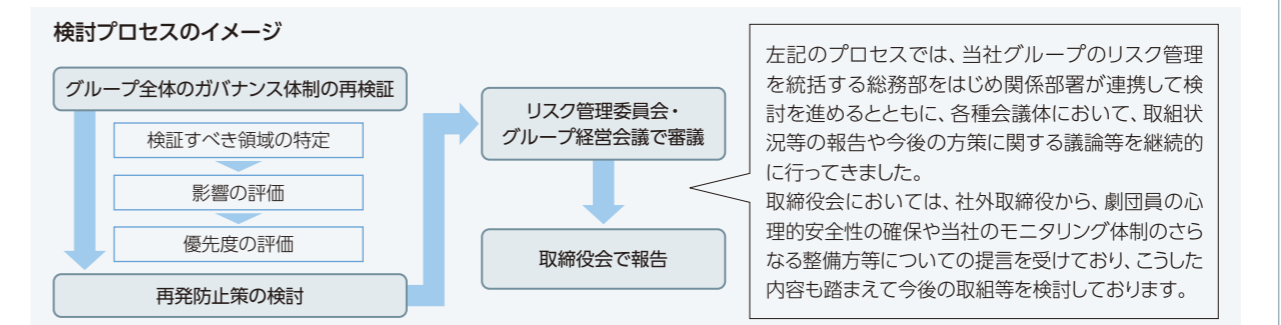 検討プロセスのイメージ
グループ全体のガバナンス体制の再検証
検証すべき領域の特定
影響の評価
優先度の評価
再発防止策の検討
リスク管理委員会・
グループ経営会議で審議
取締役会で報告
左記のプロセスでは、当社グループのリスク管理
を統括する総務部をはじめ関係部署が連携して検
討を進めるとともに、各種会議体において、取組状
況等の報告や今後の方策に関する議論等を継続的
に行ってきました。
取締役会においては、社外取締役から、劇団員の心
理的安全性の確保や当社のモニタリング体制のさら
なる整備方等についての提言を受けており、こうした
内容も踏まえて今後の取組等を検討しております。